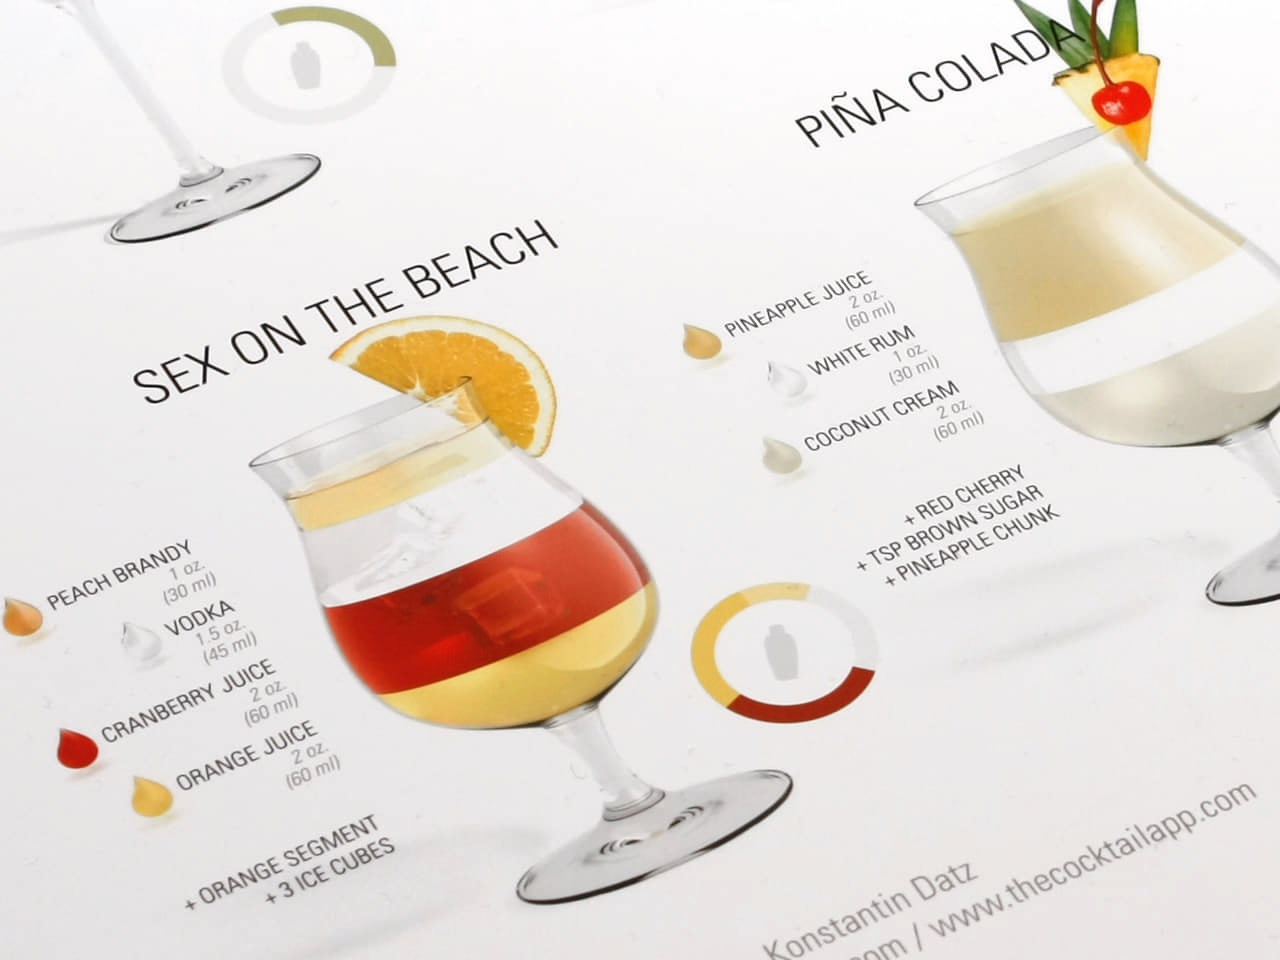 SEX ON THE BEACH
PEACH BRANDY
1 oz.
(30 ml)
VODKA
1.5 oz.
(45 ml)
CRANBERRY JUICE
2 oz.
(60 ml)
ORANGE JUICE
2 oz.
(60 ml)
+ ORANGE SEGMENT
+ 3 ICE CUBES
PIÑA COLADA
PINEAPPLE JUICE
2 oz.
(60 ml)
WHITE RUM
1 oz.
(30 ml)
COCONUT CREAM
2 oz.
(60 ml)
+ RED CHERRY
+ TSP BROWN SUGAR
+ PINEAPPLE CHUNK
Konstantin Datz
com / www.thecocktailapp.com